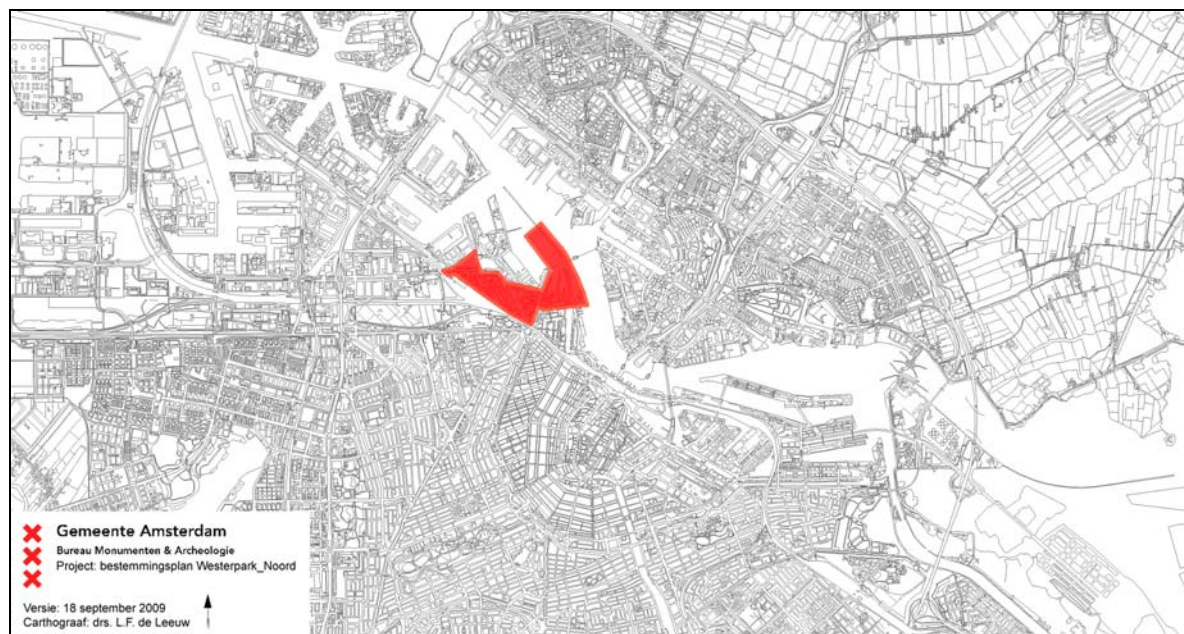 Gemeente Amsterdam
Bureau Monumenten & Archeologie
Project: bestemmingsplan Westerpark_Noord
Versie: 18 september 2009
Carthograaf: drs. L.F. de Leeuw